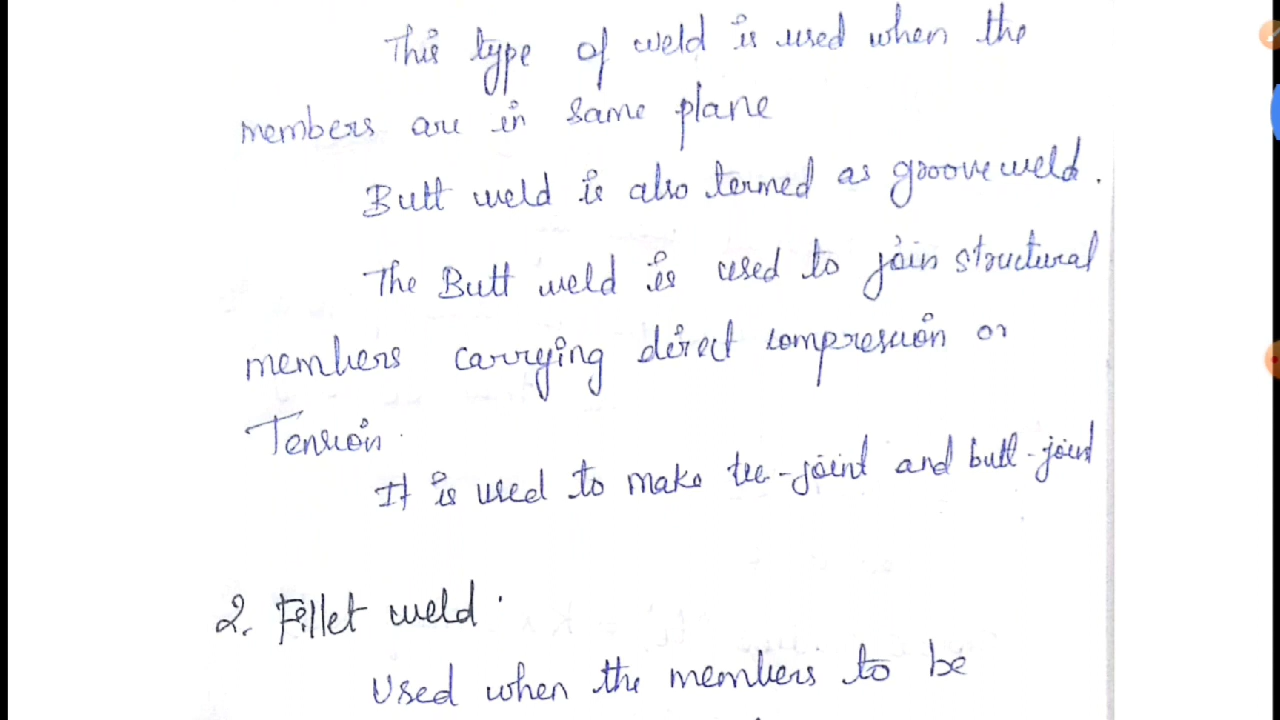 This type of weld is used when the
members are in same plane
Butt weld is also termed as groove weld.
The Butt weld is used to join structural
members carrying direct compression or
Tension.
It is used to make tee-joint and butt-joint
2. Fillet weld.
Used when the members to be